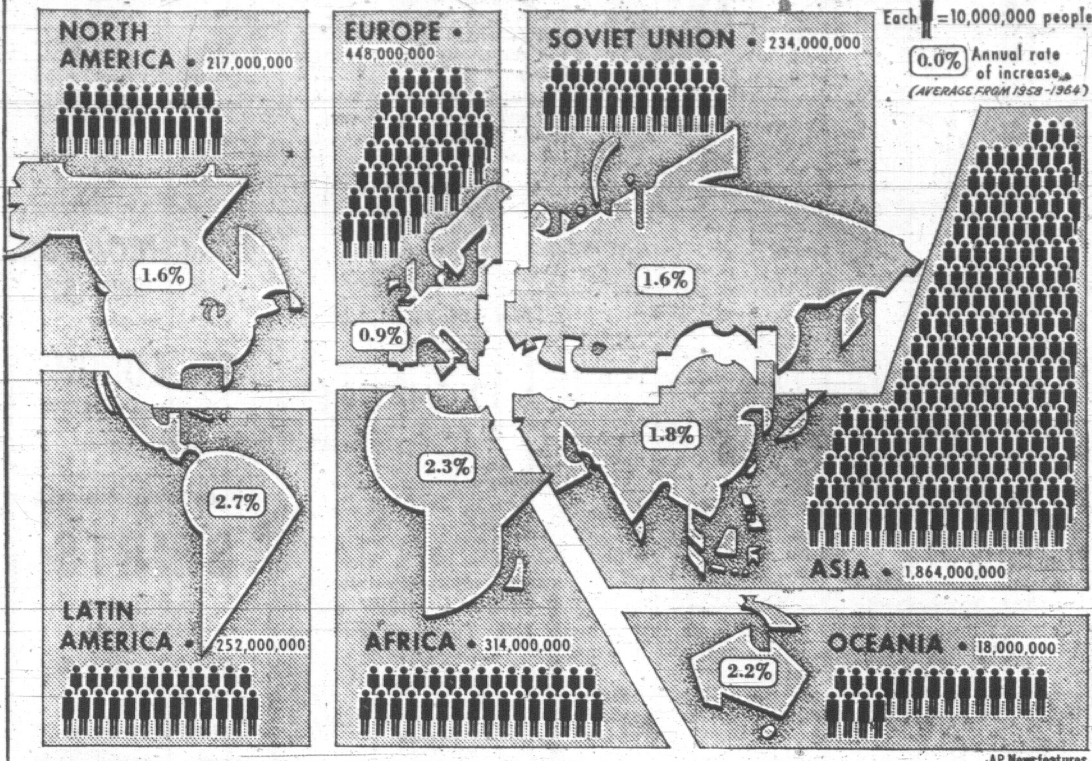 NORTH
AMERICA • 217,000,000
EUROPE •
448,000,000
SOVIET UNION • 234,000,000
Each = 10,000,000 people
0.0% Annual rate
of increase
(AVERAGE FROM 1958-1964)
1.6%
0.9%
1.6%
2.7%
2.3%
1.8%
ASIA • 1,864,000,000
LATIN
AMERICA • 252,000,000
AFRICA • 314,000,000
2.2%
OCEANIA • 18,000,000
AP Newsfeatures